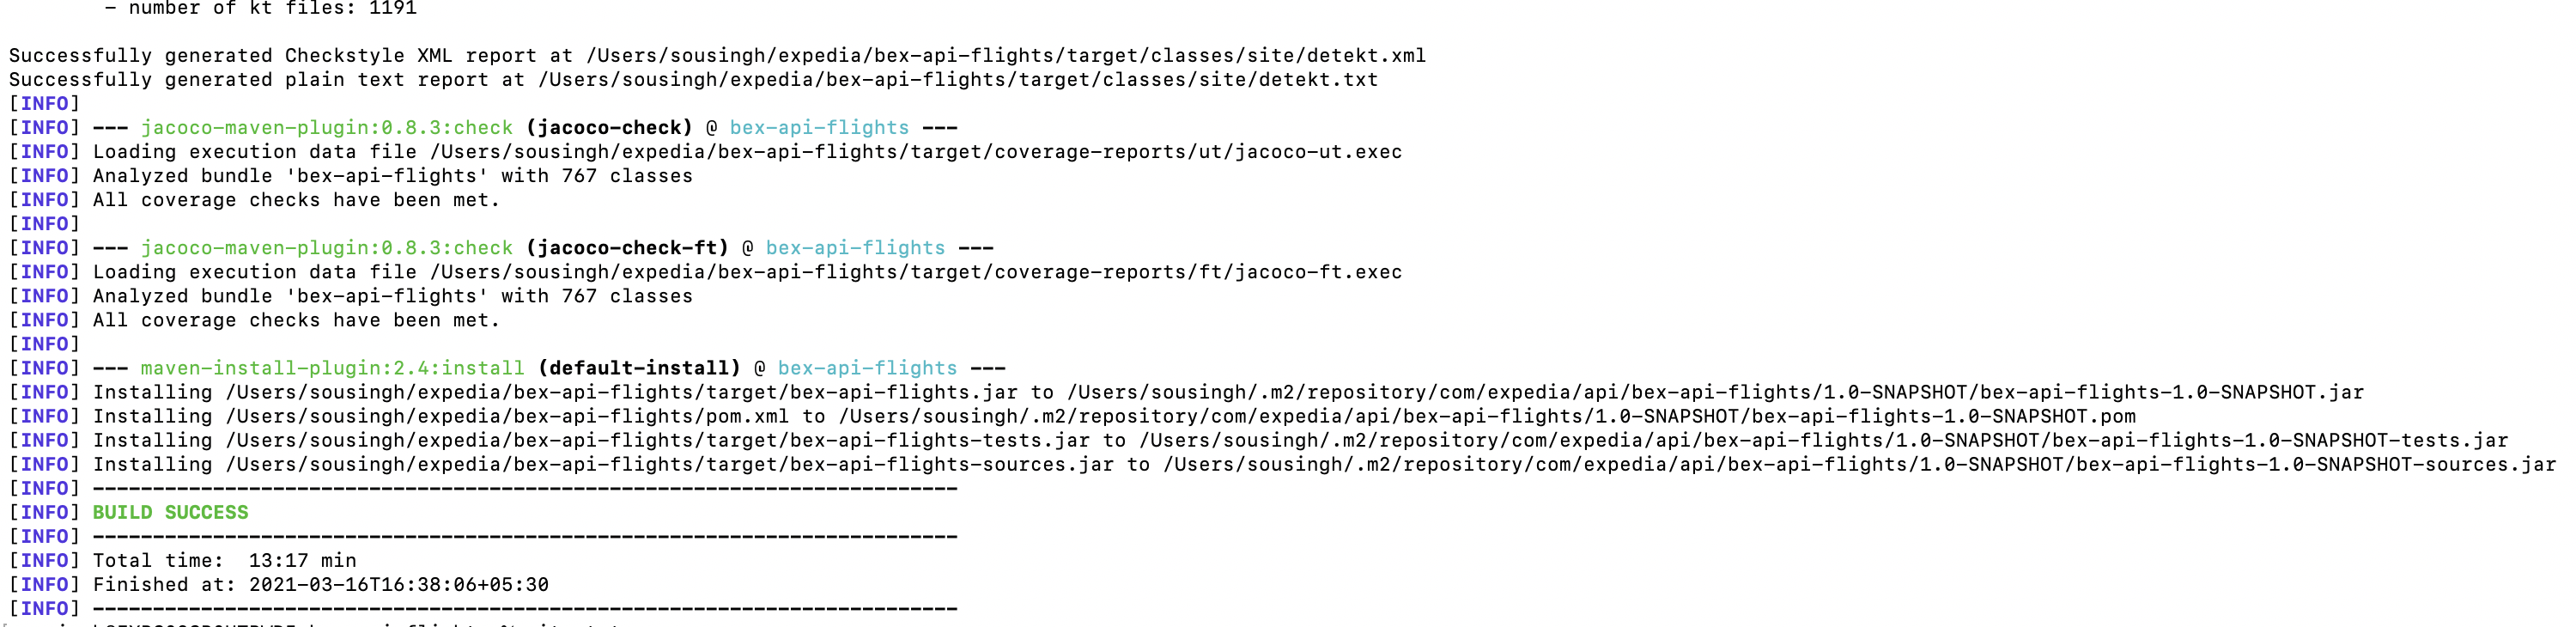 - number of kt files: 1191
Successfully generated Checkstyle XML report at /Users/sousingh/expedia/bex-api-flights/target/classes/site/detekt.xml
Successfully generated plain text report at /Users/sousingh/expedia/bex-api-flights/target/classes/site/detekt.txt
[INFO]
[INFO] --- jacoco-maven-plugin:0.8.3:check (jacoco-check) @ bex-api-flights ---
[INFO] Loading execution data file /Users/sousingh/expedia/bex-api-flights/target/coverage-reports/ut/jacoco-ut.exec
[INFO] Analyzed bundle 'bex-api-flights' with 767 classes
[INFO] All coverage checks have been met.
[INFO]
[INFO] --- jacoco-maven-plugin:0.8.3:check (jacoco-check-ft) @ bex-api-flights ---
[INFO] Loading execution data file /Users/sousingh/expedia/bex-api-flights/target/coverage-reports/ft/jacoco-ft.exec
[INFO] Analyzed bundle 'bex-api-flights' with 767 classes
[INFO] All coverage checks have been met.
[INFO]
[INFO] --- maven-install-plugin:2.4:install (default-install) @ bex-api-flights ---
[INFO] Installing /Users/sousingh/expedia/bex-api-flights/target/bex-api-flights.jar to /Users/sousingh/.m2/repository/com/expedia/api/bex-api-flights/1.0-SNAPSHOT/bex-api-flights-1.0-SNAPSHOT.jar
[INFO] Installing /Users/sousingh/expedia/bex-api-flights/pom.xml to /Users/sousingh/.m2/repository/com/expedia/api/bex-api-flights/1.0-SNAPSHOT/bex-api-flights-1.0-SNAPSHOT.pom
[INFO] Installing /Users/sousingh/expedia/bex-api-flights/target/bex-api-flights-tests.jar to /Users/sousingh/.m2/repository/com/expedia/api/bex-api-flights/1.0-SNAPSHOT/bex-api-flights-1.0-SNAPSHOT-tests.jar
[INFO] Installing /Users/sousingh/expedia/bex-api-flights/target/bex-api-flights-sources.jar to /Users/sousingh/.m2/repository/com/expedia/api/bex-api-flights/1.0-SNAPSHOT/bex-api-flights-1.0-SNAPSHOT-sources.jar
[INFO] ------------------------------------------------------------------------
[INFO] BUILD SUCCESS
[INFO] ------------------------------------------------------------------------
[INFO] Total time:  13:17 min
[INFO] Finished at: 2021-03-16T16:38:06+05:30
[INFO] ------------------------------------------------------------------------